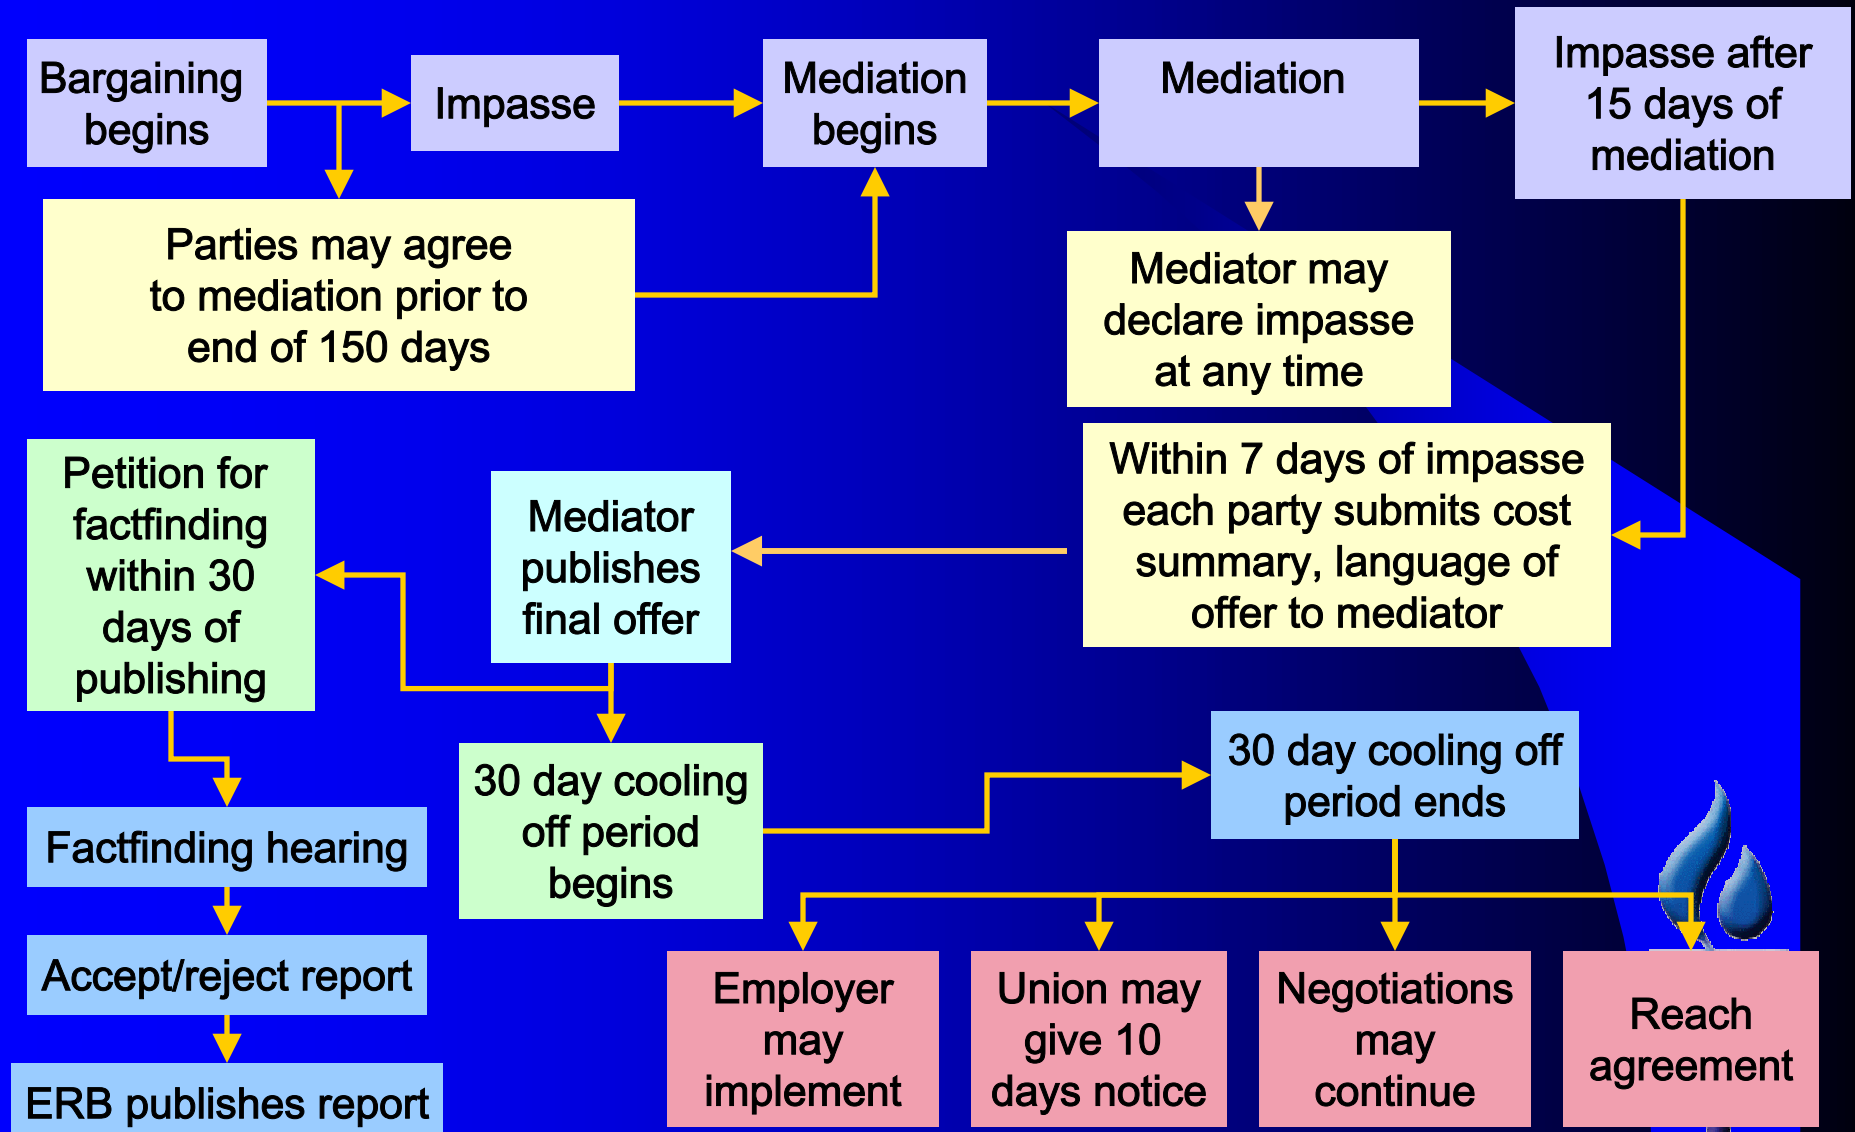 Bargaining
begins
Impasse
Mediation
begins
Mediation
Impasse after
15 days of
mediation
Parties may agree
to mediation prior to
end of 150 days
Mediator may
declare impasse
at any time
Within 7 days of impasse
each party submits cost
summary, language of
offer to mediator
Mediator
publishes
final offer
Petition for
factfinding
within 30
days of
publishing
30 day cooling
off period
begins
30 day cooling off
period ends
Factfinding hearing
Accept/reject report
ERB publishes report
Employer
may
implement
Union may
give 10
days notice
Negotiations
may
continue
Reach
agreement